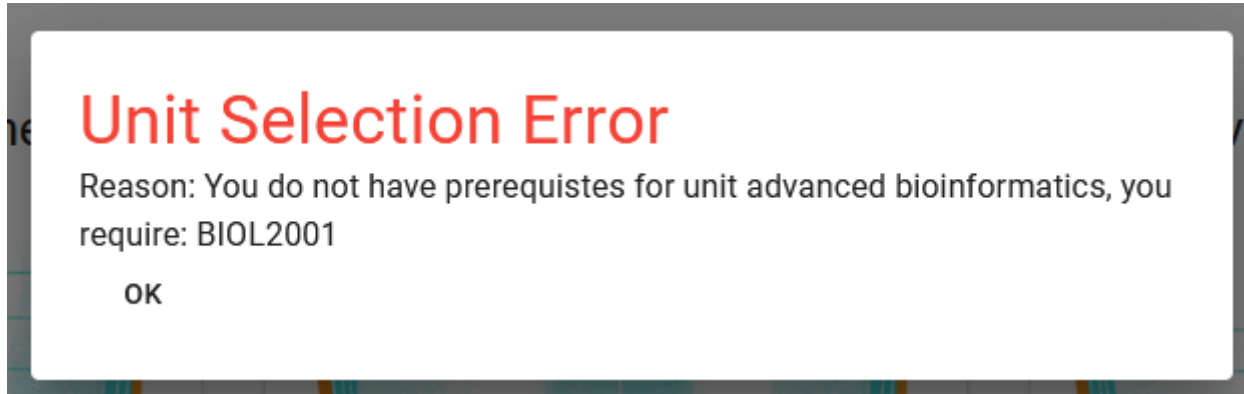 Unit Selection Error
Reason: You do not have prerequistes for unit advanced bioinformatics, you
require: BIOL2001
OK